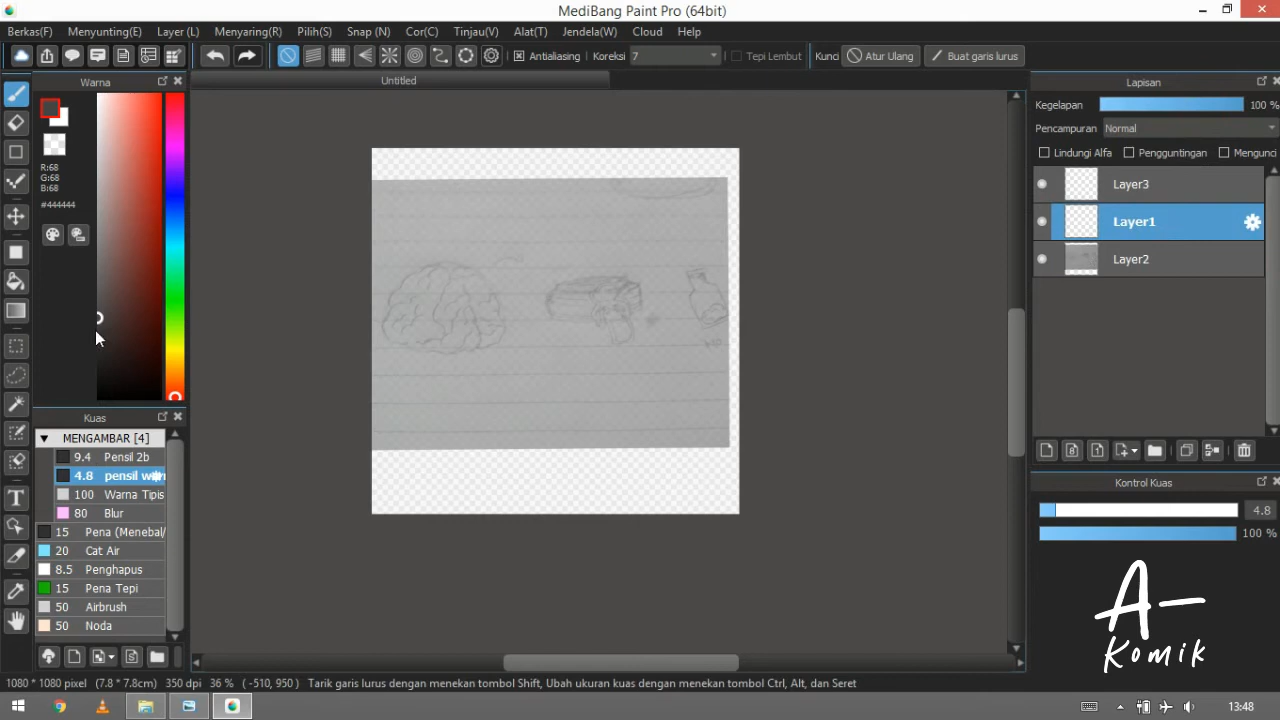 MediBang Paint Pro (64bit)
Berkas(F) Menyunting(E) Layer (L) Menyaring(R) Pilih(S) Snap (N) Cor(C) Tinjau(V) Alat(T) Jendela(W) Cloud Help
Antialiasing Koreksi 7 Tepi Lembut Kunci Atur Ulang Buat garis lurus
Warna
Untitled
Lapisan
Kegelapan 100 %
Pencampuran Normal
Lindungi Alfa Pengguntingan Mengunci
R:68
G:68
B:68
#444444
Layer3
Layer1
Layer2
Kuas
MENGAMBAR [4]
9.4 Pensil 2b
4.8 pensil
100 Warna Tipis
80 Blur
15 Pena (Menebal/
20 Cat Air
8.5 Penghapus
15 Pena Tepi
50 Airbrush
50 Noda
Kontrol Kuas
4.8
100 %
A-
Komik
1080 * 1080 pixel (7.8 * 7.8cm) 350 dpi 36 % ( -510, 950 ) Tarik garis lurus dengan menekan tombol Shift, Ubah ukuran kuas dengan menekan tombol Ctrl, Alt, dan Seret
13:48